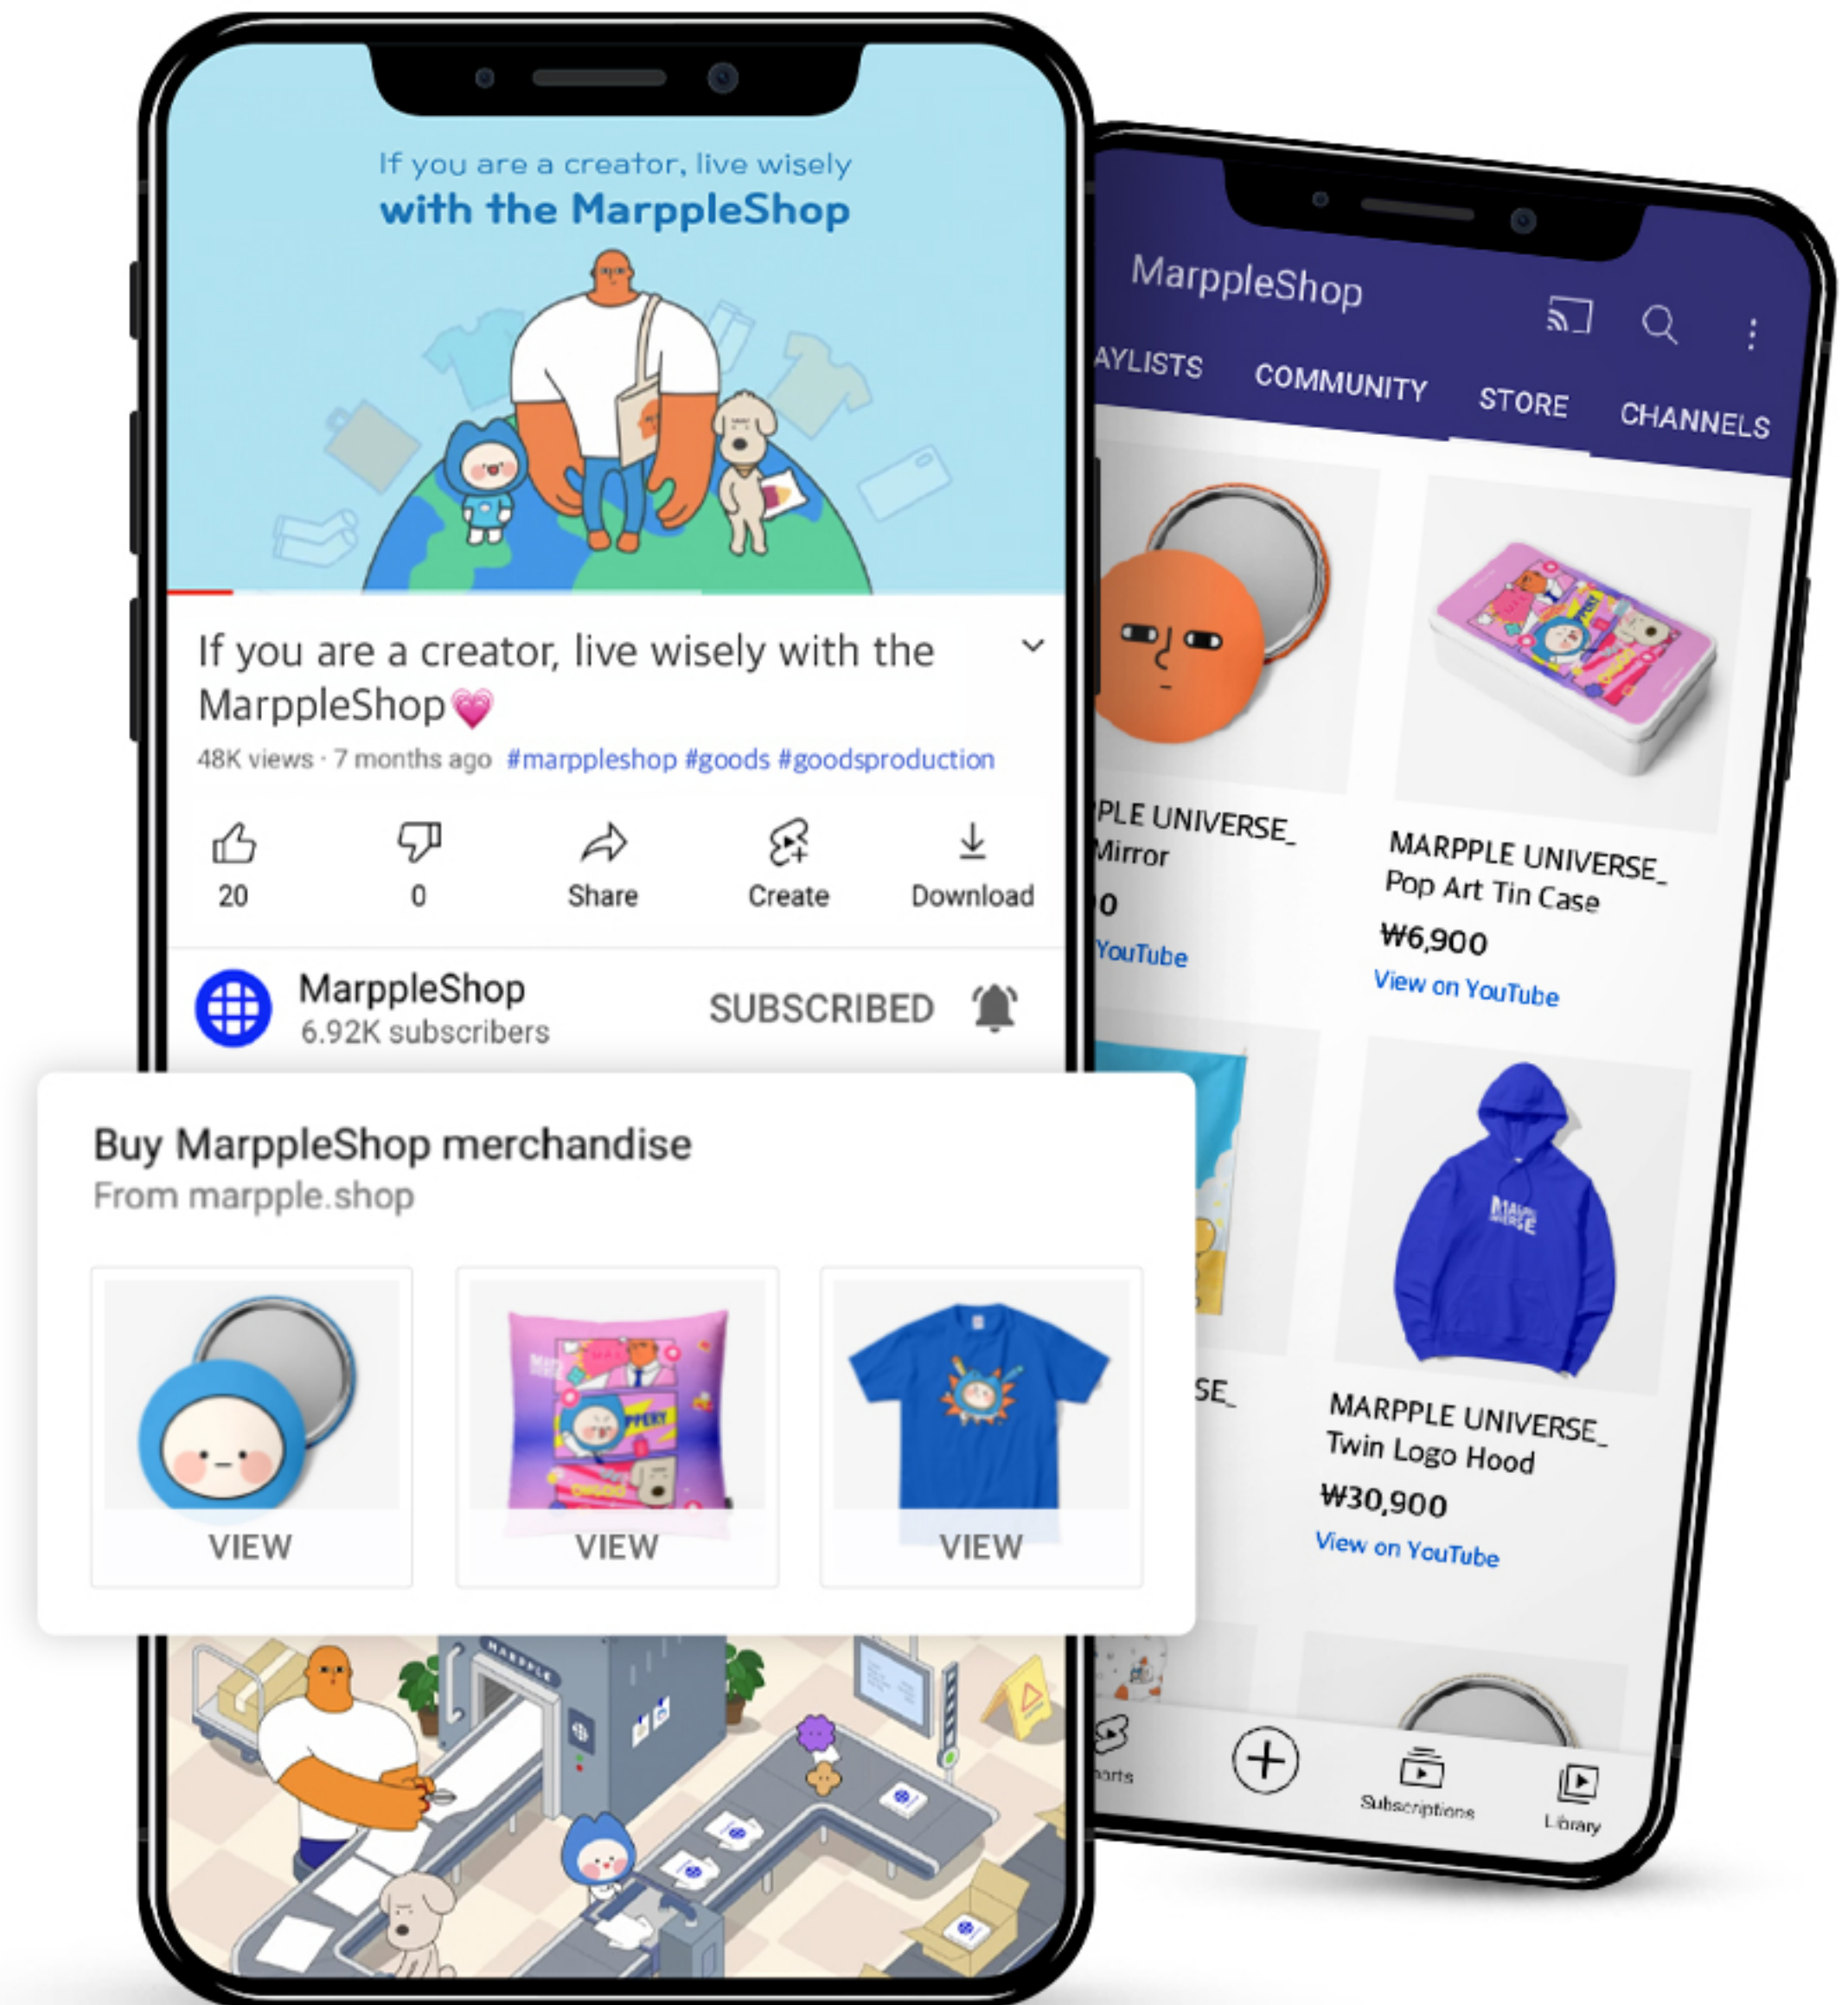 If you are a creator, live wisely
with the MarppleShop
If you are a creator, live wisely with the
MarppleShop💗
48K views · 7 months ago #marppleshop #goods #goodsproduction
20
0
Share
Create
Download
MarppleShop
6.92K subscribers
SUBSCRIBED
Buy MarppleShop merchandise
From marpple.shop
VIEW
VIEW
VIEW
MARPPLE
MarppleShop
AYLISTS
COMMUNITY
STORE
CHANNELS
PLE UNIVERSE_
Mirror
0
YouTube
MARPPLE UNIVERSE_
Pop Art Tin Case
₩6,900
View on YouTube
SE_
MARPPLE UNIVERSE_
Twin Logo Hood
₩30,900
View on YouTube
Subscriptions
Library